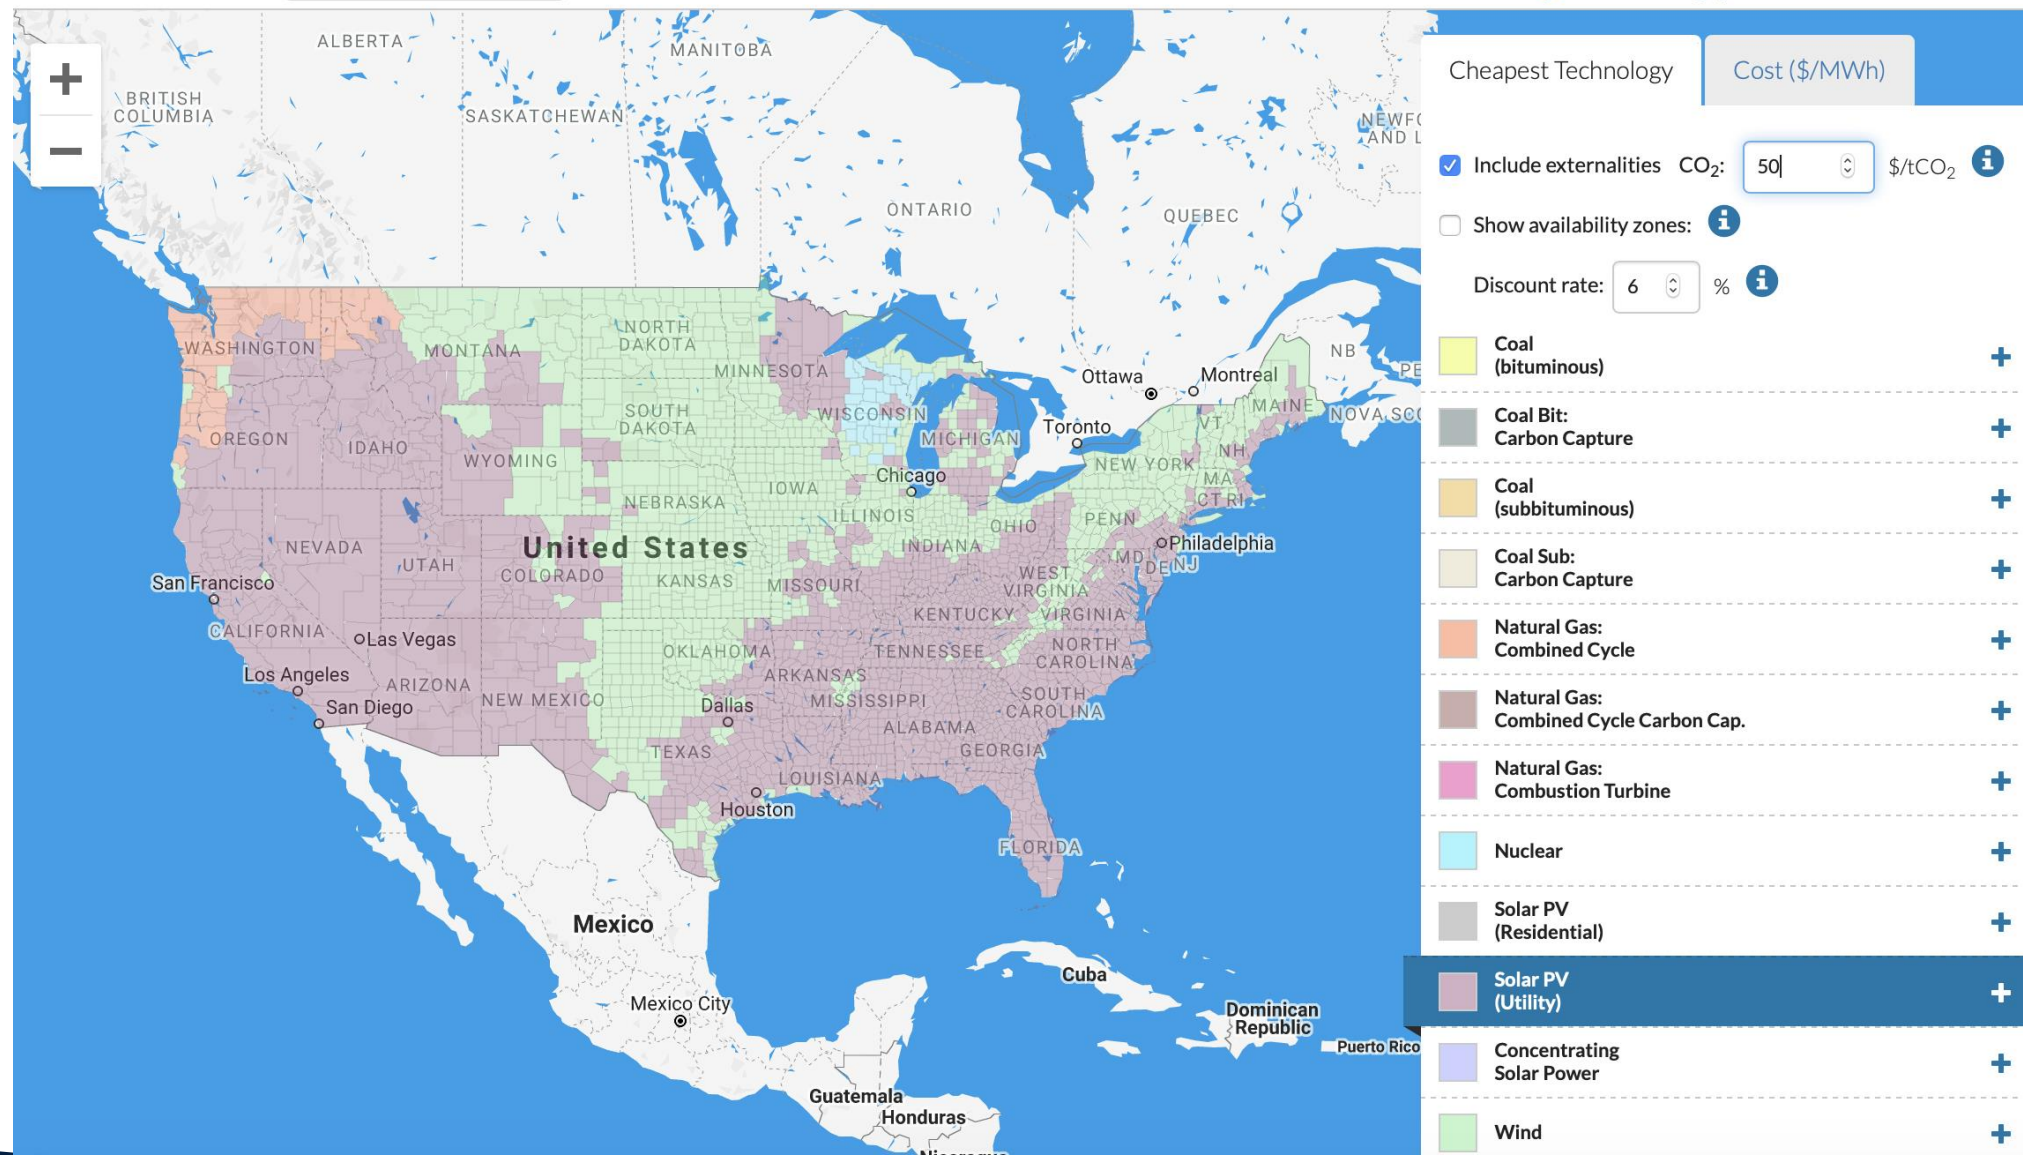 ALBERTA
MANITOBA
BRITISH
COLUMBIA
SASKATCHEWAN
NEWFO
AND L
ONTARIO
QUEBEC
NB
PE
NOVA SCO
WASHINGTON
MONTANA
NORTH
DAKOTA
MINNESOTA
SOUTH
DAKOTA
WISCONSIN
MICHIGAN
Ottawa
Montreal
Toronto
MAINE
VT
NH
NEW YORK
MA
CT RI
OREGON
IDAHO
WYOMING
Chicago
IOWA
NEBRASKA
ILLINOIS
OHIO
PENN
INDIANA
Philadelphia
MD
DE NJ
NEVADA
United States
UTAH
COLORADO
KANSAS
MISSOURI
WEST
VIRGINIA
KENTUCKY
VIRGINIA
San Francisco
CALIFORNIA
Las Vegas
OKLAHOMA
TENNESSEE
NORTH
CAROLINA
Los Angeles
ARIZONA
NEW MEXICO
ARKANSAS
SOUTH
CAROLINA
San Diego
Dallas
MISSISSIPPI
ALABAMA
GEORGIA
TEXAS
LOUISIANA
Houston
FLORIDA
Mexico
Mexico City
Cuba
Dominican
Republic
Puerto Rico
Guatemala
Honduras
Nicaragua
Cheapest Technology
Cost ($/MWh)
Include externalities CO₂: 50 $/tCO₂
Show availability zones:
Discount rate: 6 %
Coal
(bituminous)
Coal Bit:
Carbon Capture
Coal
(subbituminous)
Coal Sub:
Carbon Capture
Natural Gas:
Combined Cycle
Natural Gas:
Combined Cycle Carbon Cap.
Natural Gas:
Combustion Turbine
Nuclear
Solar PV
(Residential)
Solar PV
(Utility)
Concentrating
Solar Power
Wind